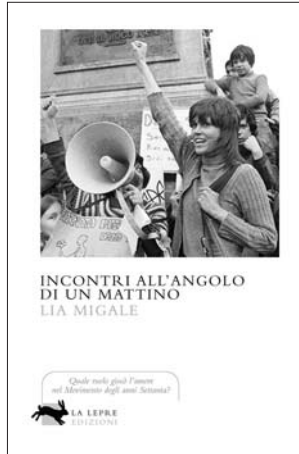 INCONTRI ALL'ANGOLO
DI UN MATTINO
LIA MIGALE
Quale ruolo giocò l'amore
nel Movimento degli anni Settanta?
LA LEPRE
EDIZIONI